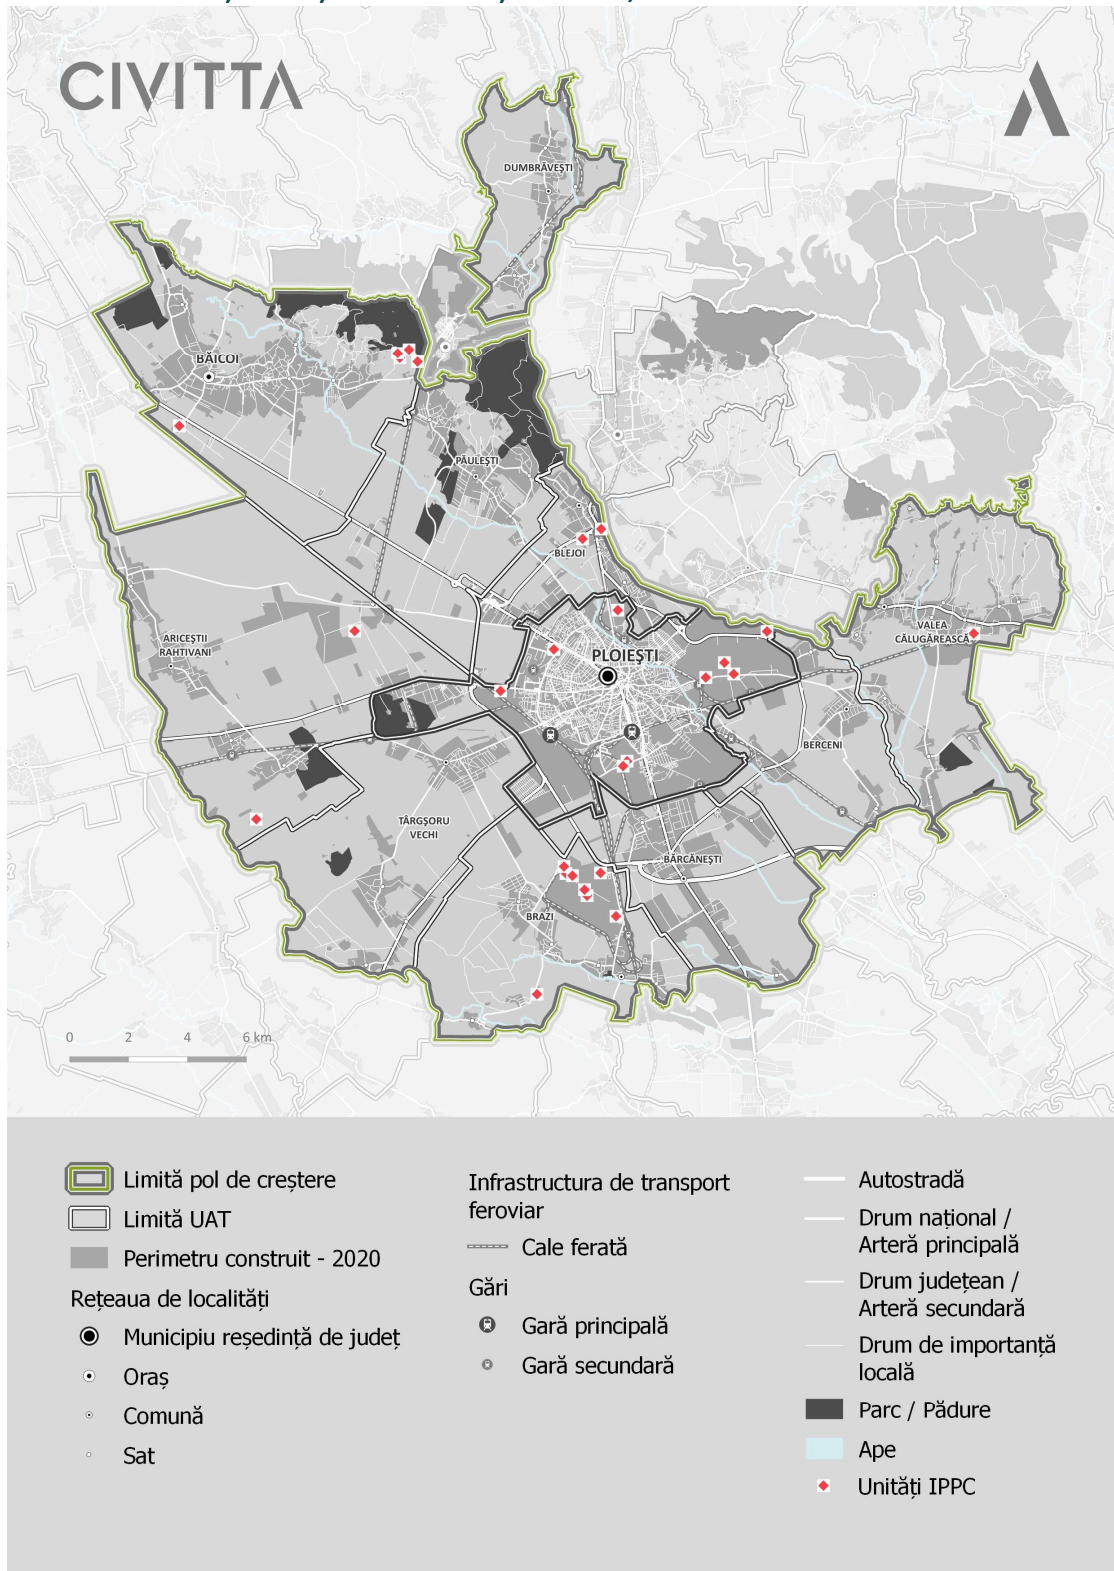 CIVITTA
DUMBRĂVEȘTI
BĂICOI
PĂULEȘTI
BLEJOI
ARICEȘTII
RAHTIVANI
PLOIEȘTI
VALEA
CĂLUGĂREASCĂ
BERCENI
TÂRGȘORU
VECHI
BĂRCĂNEȘTI
BRAZI
0 2 4 6 km
Limită pol de creștere
Limită UAT
Perimetru construit - 2020
Rețeaua de localități
Municipiu reședință de județ
Oraș
Comună
Sat
Infrastructura de transport
feroviar
Cale ferată
Gări
Gară principală
Gară secundară
Autostradă
Drum național /
Arteră principală
Drum județean /
Arteră secundară
Drum de importanță
locală
Parc / Pădure
Ape
Unități IPPC